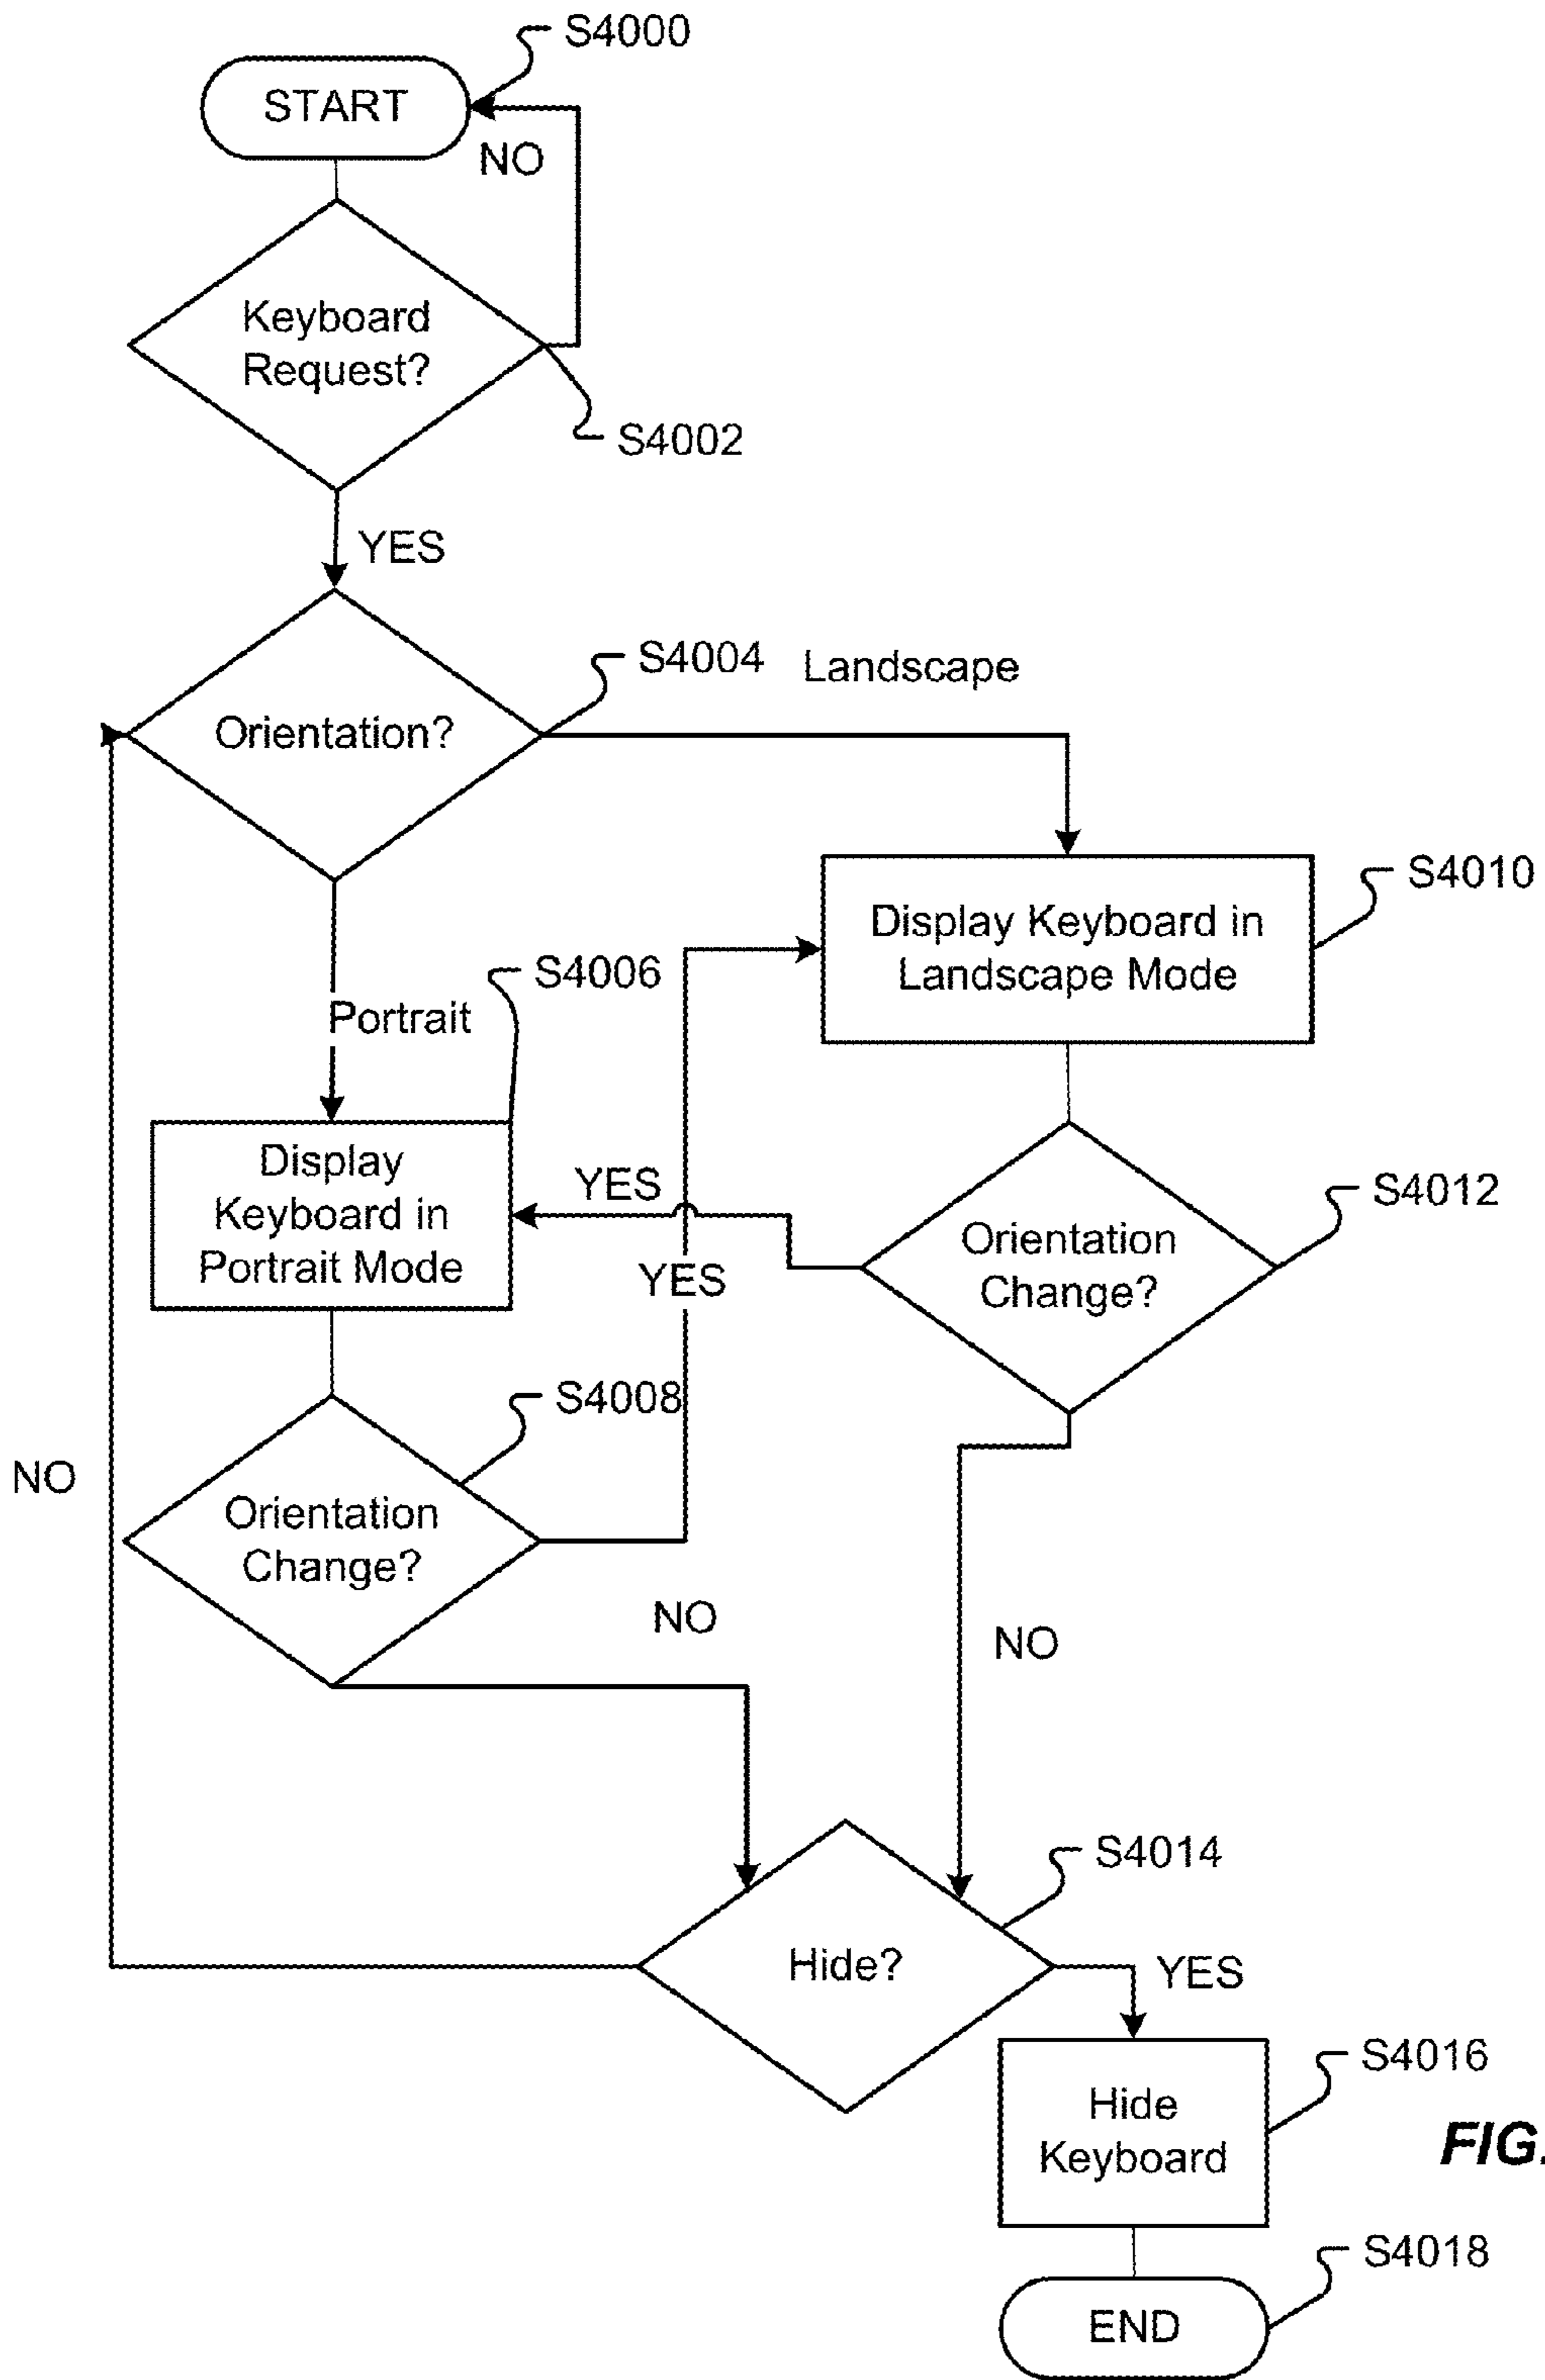 S4000
START
NO
Keyboard
Request?
S4002
YES
S4004
Landscape
Orientation?
S4010
Display Keyboard in
Landscape Mode
S4006
Portrait
Display
Keyboard in
Portrait Mode
YES
S4012
Orientation
Change?
YES
S4008
NO
Orientation
Change?
NO
NO
S4014
Hide?
YES
S4016
Hide
Keyboard
FIG.
S4018
END